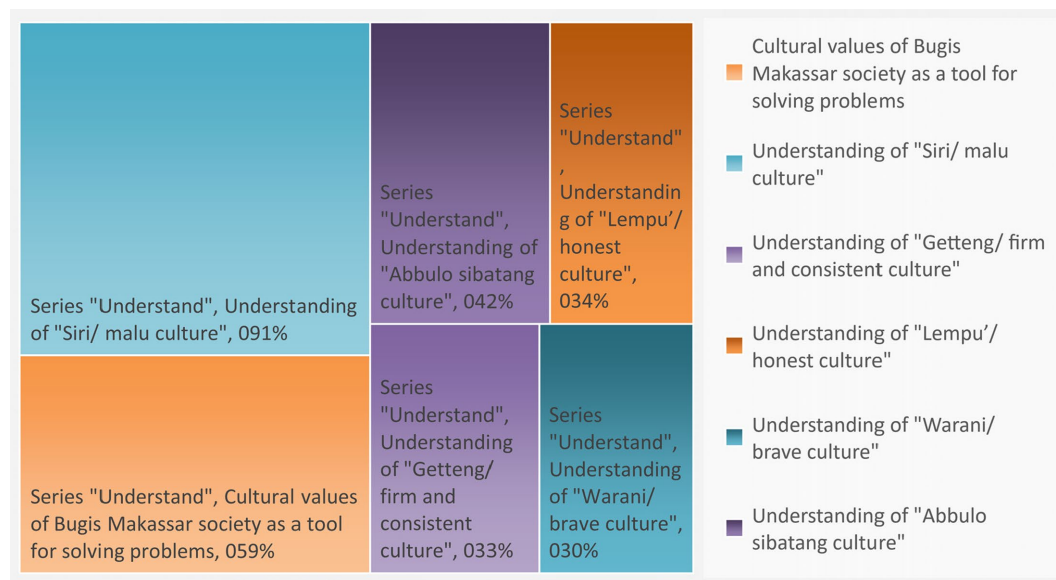 Series "Understand", Understanding
of "Siri/ malu culture", 091%
Series "Understand", Cultural values
of Bugis Makassar society as a tool
for solving problems, 059%
Series
"Understand",
Understanding of
"Abbulo sibatang
culture", 042%
Series
"Understand"
,
Understandin
g of "Lempu’/
honest
culture",
034%
Series
"Understand",
Understanding
of "Getteng/
firm and
consistent
culture", 033%
Series
"Understand",
Understanding
of "Warani/
brave culture",
030%
Cultural values of Bugis
Makassar society as a tool for
solving problems
Understanding of "Siri/ malu
culture"
Understanding of "Getteng/ firm
and consistent culture"
Understanding of "Lempu’/
honest culture"
Understanding of "Warani/
brave culture"
Understanding of "Abbulo
sibatang culture"